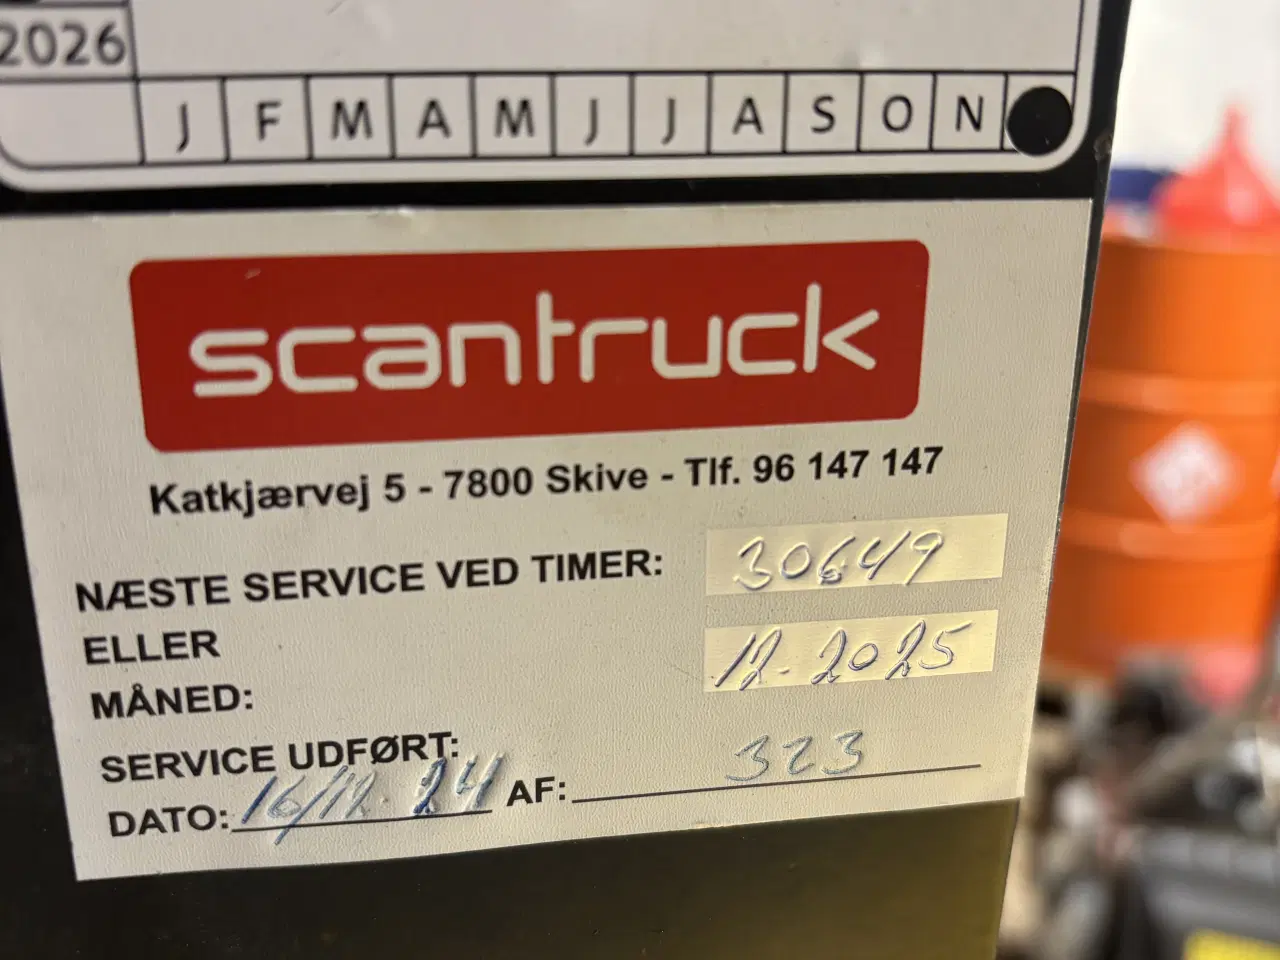 2026
J F M A M J J A S O N
scantruck
Katkjærvej 5 - 7800 Skive - Tlf. 96 147 147
NÆSTE SERVICE VED TIMER: 30649
ELLER
MÅNED: 12.2025
SERVICE UDFØRT:
DATO: 16/12.24 AF: 323